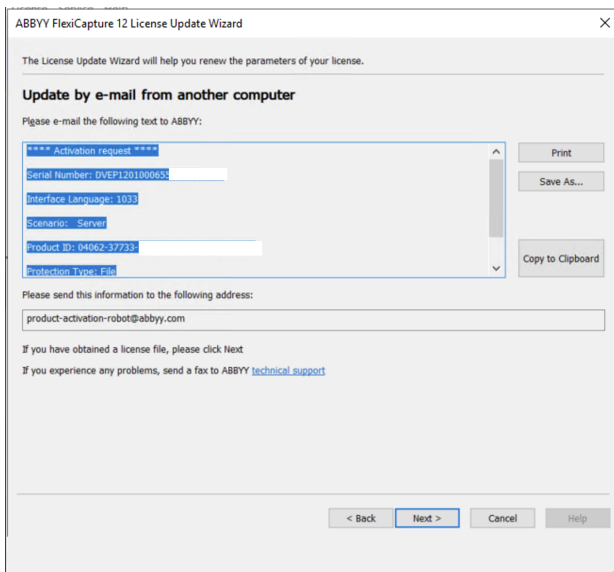 ABBYY FlexiCapture 12 License Update Wizard
The License Update Wizard will help you renew the parameters of your license.
Update by e-mail from another computer
Please e-mail the following text to ABBYY:
**** Activation request ****
Serial Number: DVEP120100065
Interface Language: 1033
Scenario: Server
Product ID: 04062-37733-
Protection Type: File
Print
Save As...
Copy to Clipboard
Please send this information to the following address:
product-activation-robot@abbyy.com
If you have obtained a license file, please click Next
If you experience any problems, send a fax to ABBYY technical support
< Back
Next >
Cancel
Help